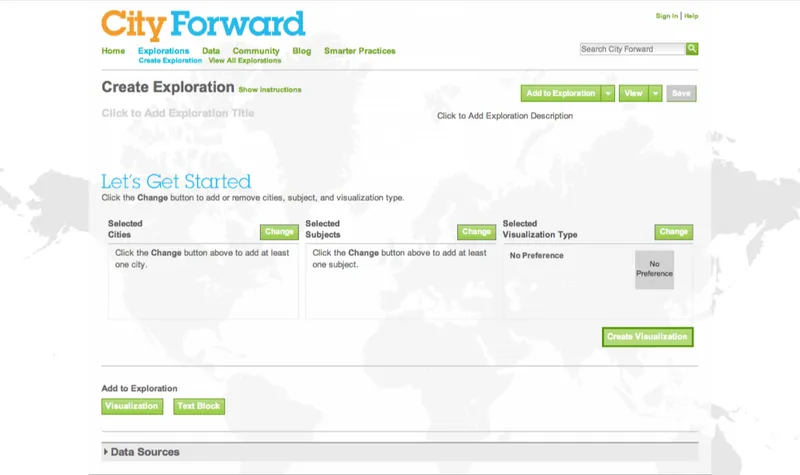 City Forward
Sign In | Help
Home Explorations Data Community Blog Smarter Practices
Create Exploration View All Explorations
Search City Forward
Create Exploration Show instructions
Add to Exploration View Save
Click to Add Exploration Title
Click to Add Exploration Description
Let's Get Started
Click the Change button to add or remove cities, subject, and visualization type.
Selected
Cities
Change
Click the Change button above to add at least
one city.
Selected
Subjects
Change
Click the Change button above to add at least
one subject.
Selected
Visualization Type
Change
No Preference
No
Preference
Create Visualization
Add to Exploration
Visualization Text Block
Data Sources